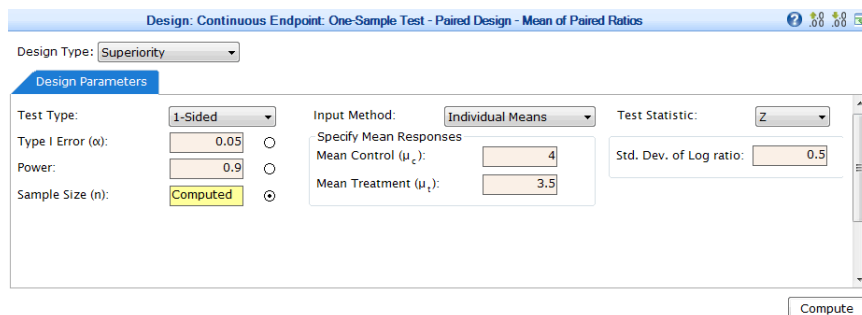 Design: Continuous Endpoint: One-Sample Test - Paired Design - Mean of Paired Ratios
Design Type: Superiority
Design Parameters
Test Type: 1-Sided Input Method: Individual Means Test Statistic: Z
Type I Error (α): 0.05 Specify Mean Responses
Mean Control (μc): 4 Std. Dev. of Log ratio: 0.5
Power: 0.9
Mean Treatment (μt): 3.5
Sample Size (n): Computed
Compute